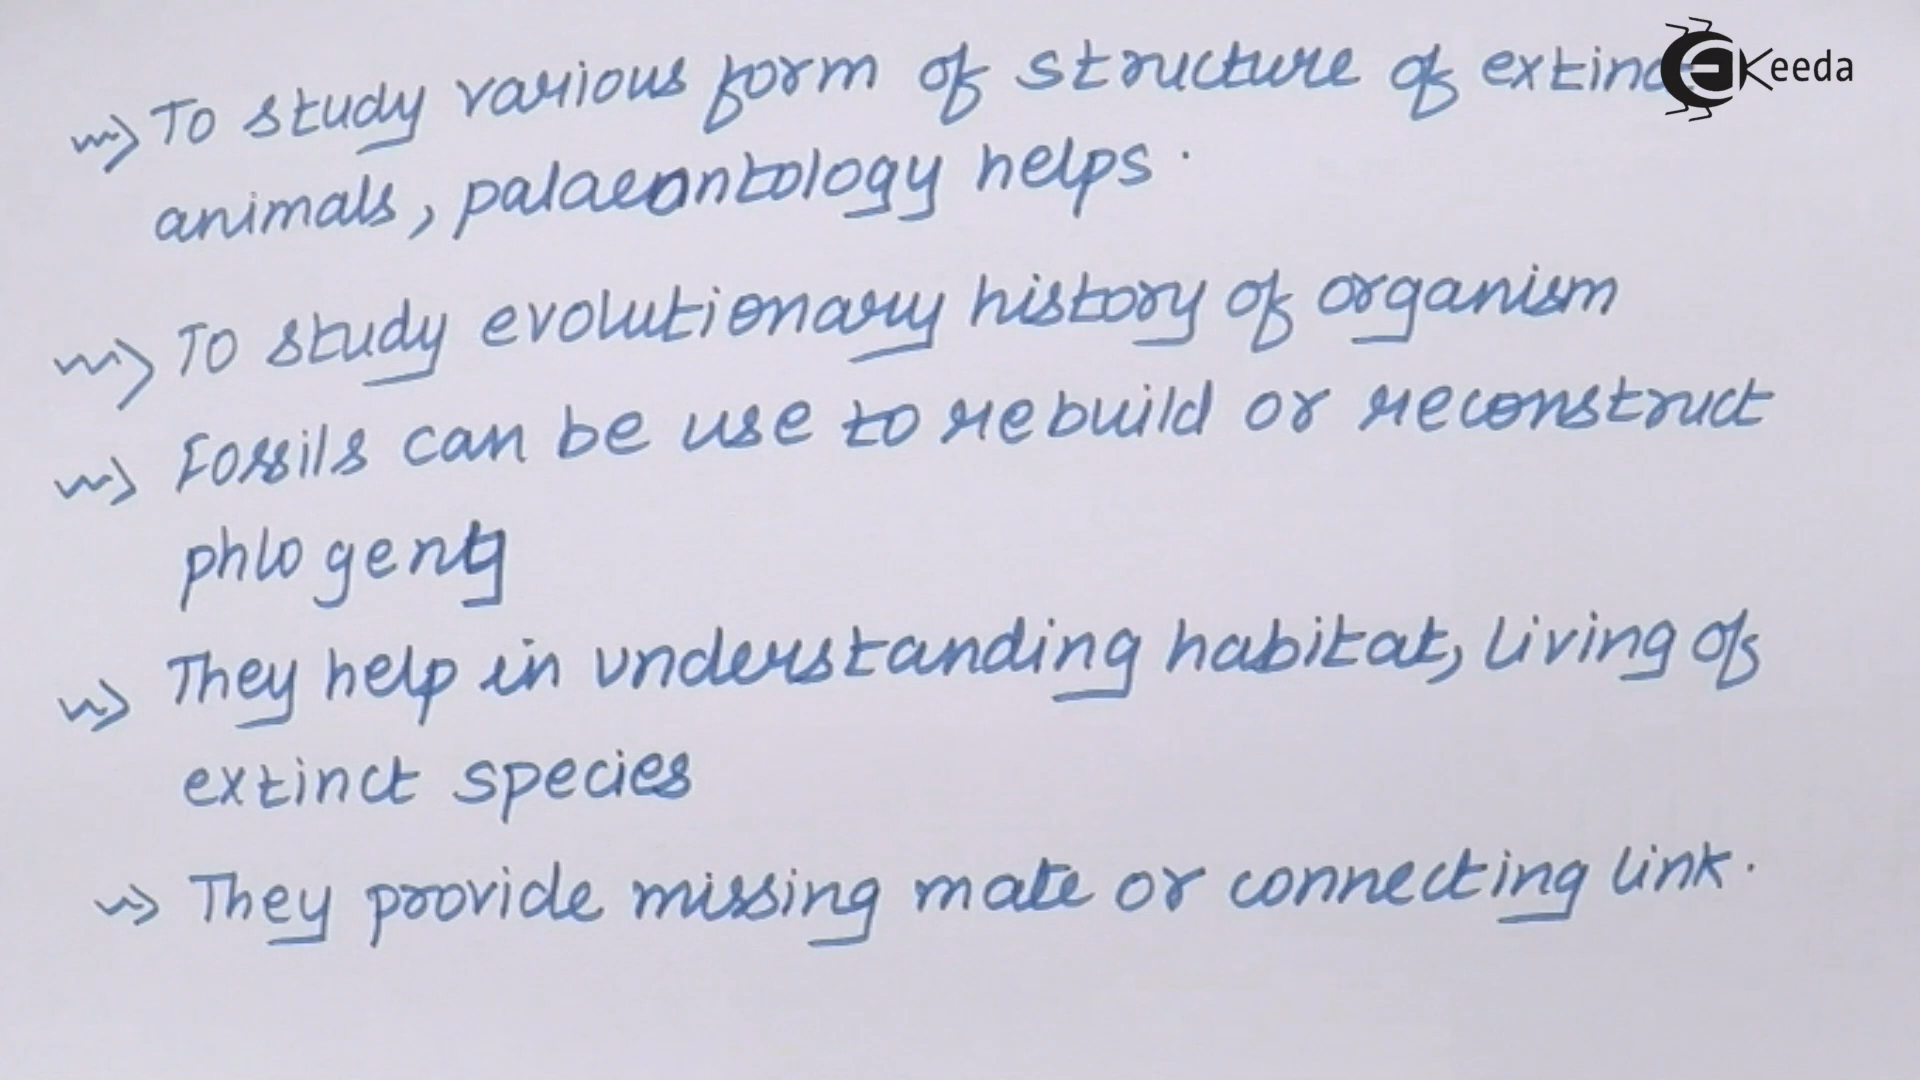 To study various form of structure of extinc
Keeda
animals, palaeontology helps.
To study evolutionary history of organism
Fossils can be use to rebuild or reconstruct
phlogenty
They help in understanding habitat, living of
extinct species
They provide missing mate or connecting link.